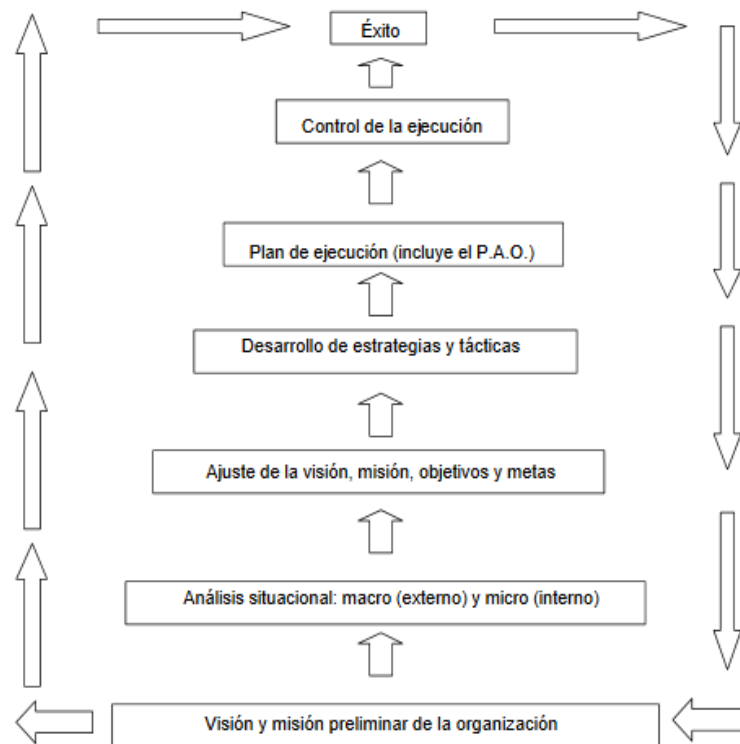 Éxito
Control de la ejecución
Plan de ejecución (incluye el P.A.O.)
Desarrollo de estrategias y tácticas
Ajuste de la visión, misión, objetivos y metas
Análisis situacional: macro (externo) y micro (interno)
Visión y misión preliminar de la organización